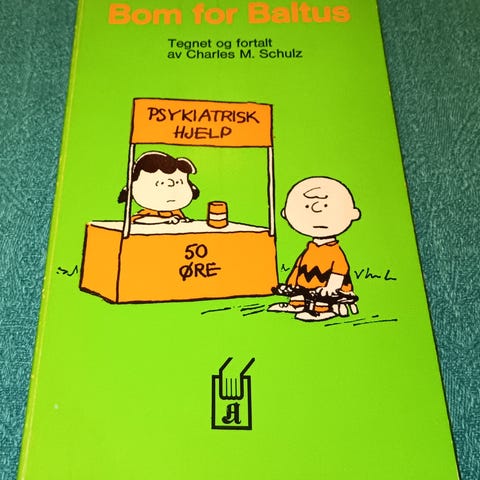 Bom for Baltus
Tegnet og fortalt
av Charles M. Schulz
PSYKIATRISK
HJELP
50
ØRE
A